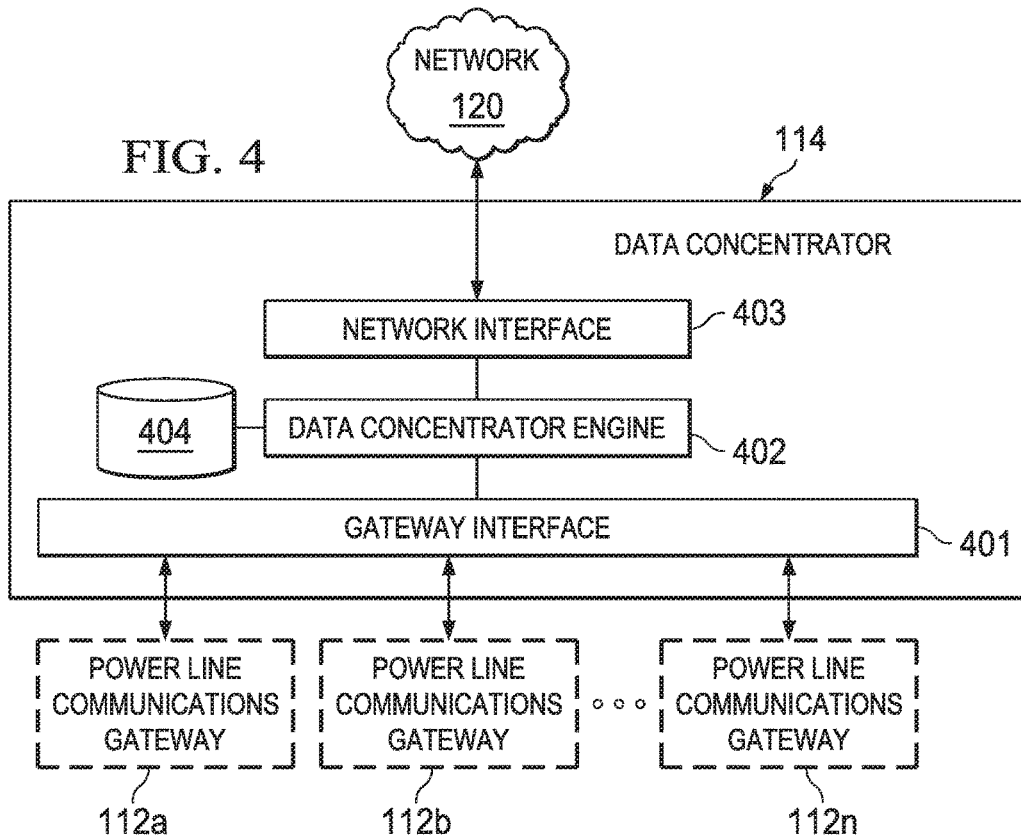 NETWORK
120
FIG. 4
114
DATA CONCENTRATOR
NETWORK INTERFACE
403
404
DATA CONCENTRATOR ENGINE
402
GATEWAY INTERFACE
401
POWER LINE
COMMUNICATIONS
GATEWAY
POWER LINE
COMMUNICATIONS
GATEWAY
POWER LINE
COMMUNICATIONS
GATEWAY
112a
112b
112n